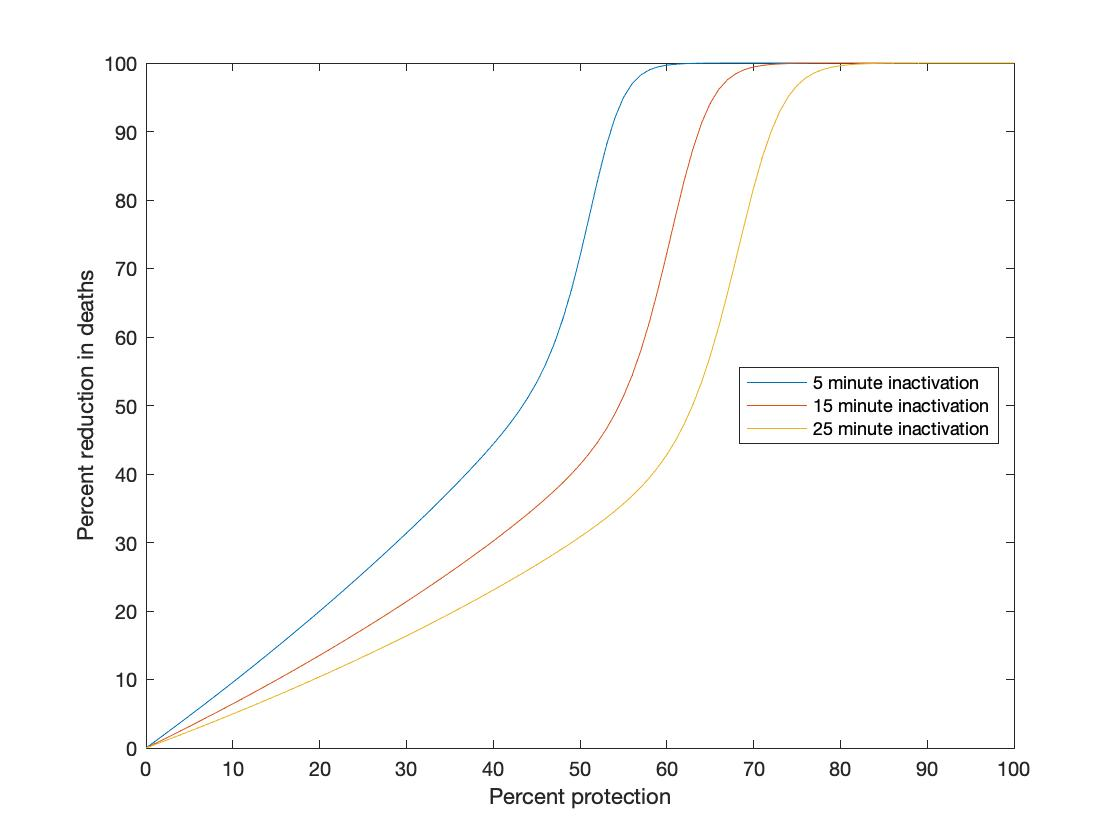 100
90
80
70
60
50
40
30
20
10
0
Percent reduction in deaths
5 minute inactivation
15 minute inactivation
25 minute inactivation
0 10 20 30 40 50 60 70 80 90 100
Percent protection